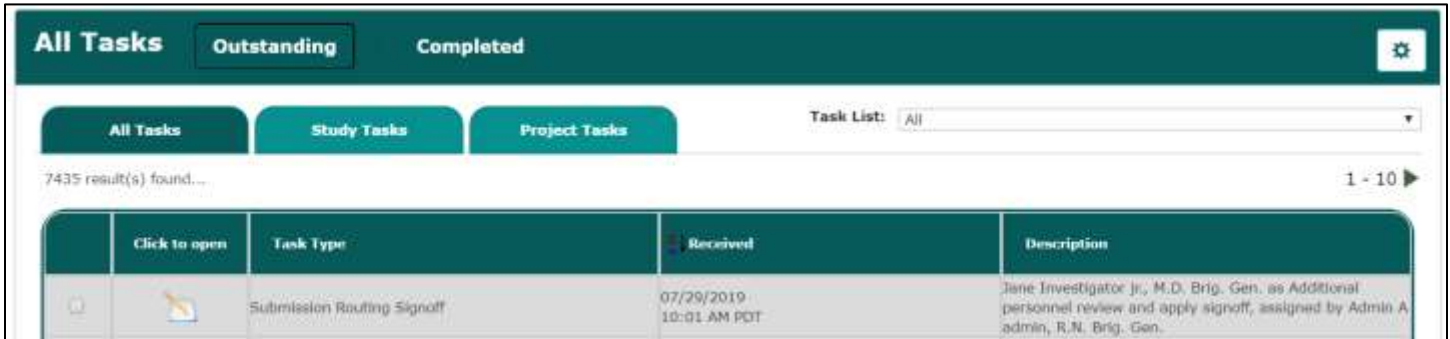 All Tasks Outstanding Completed
All Tasks Study Tasks Project Tasks Task List: All
7435 result(s) found... 1 - 10
Click to open Task Type Received Description
Submission Routing Signoff
07/29/2019
10:01 AM PDT
Jane Investigator jr., M.D. Brig. Gen. as Additional
personnel review and apply signoff, assigned by Admin A
admin, R.N. Brig. Gen.